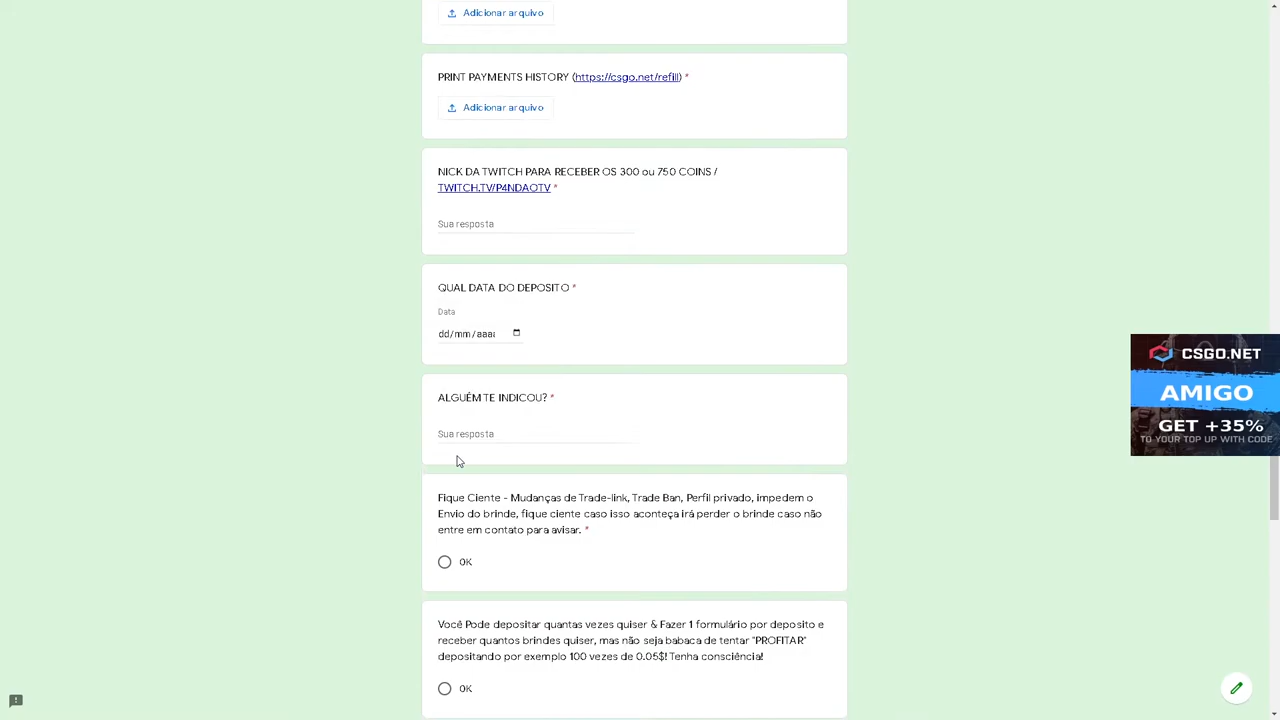 Adicionar arquivo
PRINT PAYMENTS HISTORY (https://csgo.net/refill) *
Adicionar arquivo
NICK DA TWITCH PARA RECEBER OS 300 ou 750 COINS /
TWITCH.TV/P4NDAOTV *
Sua resposta
QUAL DATA DO DEPOSITO *
Data
dd/mm/aaaa
ALGUÉM TE INDICOU? *
Sua resposta
CSGO.NET
AMIGO
GET +35%
TO YOUR TOP UP WITH CODE
Fique Ciente - Mudanças de Trade-link, Trade Ban, Perfil privado, impedem o
Envio do brinde, fique ciente caso isso aconteça irá perder o brinde caso não
entre em contato para avisar. *
OK
Você Pode depositar quantas vezes quiser & Fazer 1 formulário por deposito e
receber quantos brindes quiser, mas não seja babaca de tentar "PROFITAR"
depositando por exemplo 100 vezes de 0.05$! Tenha consciência!
OK